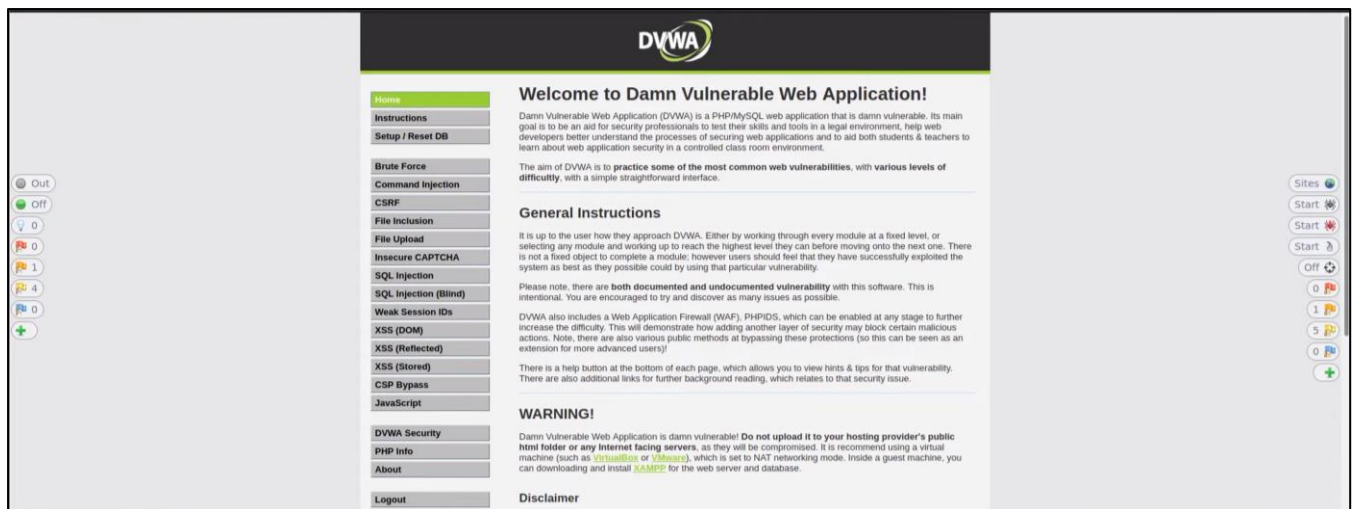 DVWA
Out
Off
0
0
1
4
0
Home
Instructions
Setup / Reset DB
Brute Force
Command Injection
CSRF
File Inclusion
File Upload
Insecure CAPTCHA
SQL Injection
SQL Injection (Blind)
Weak Session IDs
XSS (DOM)
XSS (Reflected)
XSS (Stored)
CSP Bypass
JavaScript
DVWA Security
PHP Info
About
Logout
Welcome to Damn Vulnerable Web Application!
Damn Vulnerable Web Application (DVWA) is a PHP/MySQL web application that is damn vulnerable. Its main
goal is to be an aid for security professionals to test their skills and tools in a legal environment, help web
developers better understand the processes of securing web applications and to aid both students & teachers to
learn about web application security in a controlled class room environment.
The aim of DVWA is to practice some of the most common web vulnerabilities, with various levels of
difficultly, with a simple straightforward interface.
General Instructions
It is up to the user how they approach DVWA. Either by working through every module at a fixed level, or
selecting any module and working up to reach the highest level they can before moving onto the next one. There
is not a fixed object to complete a module; however users should feel that they have successfully exploited the
system as best as they possible could by using that particular vulnerability.
Please note, there are both documented and undocumented vulnerability with this software. This is
intentional. You are encouraged to try and discover as many issues as possible.
DVWA also includes a Web Application Firewall (WAF), PHPIDS, which can be enabled at any stage to further
increase the difficulty. This will demonstrate how adding another layer of security may block certain malicious
actions. Note, there are also various public methods at bypassing these protections (so this can be seen as an
extension for more advanced users)!
There is a help button at the bottom of each page, which allows you to view hints & tips for that vulnerability.
There are also additional links for further background reading, which relates to that security issue.
WARNING!
Damn Vulnerable Web Application is damn vulnerable! Do not upload it to your hosting provider's public
html folder or any Internet facing servers, as they will be compromised. It is recommend using a virtual
machine (such as VirtualBox or VMware), which is set to NAT networking mode. Inside a guest machine, you
can downloading and install XAMPP for the web server and database.
Disclaimer
Sites
Start
Start
Start
Off
0
1
5
0